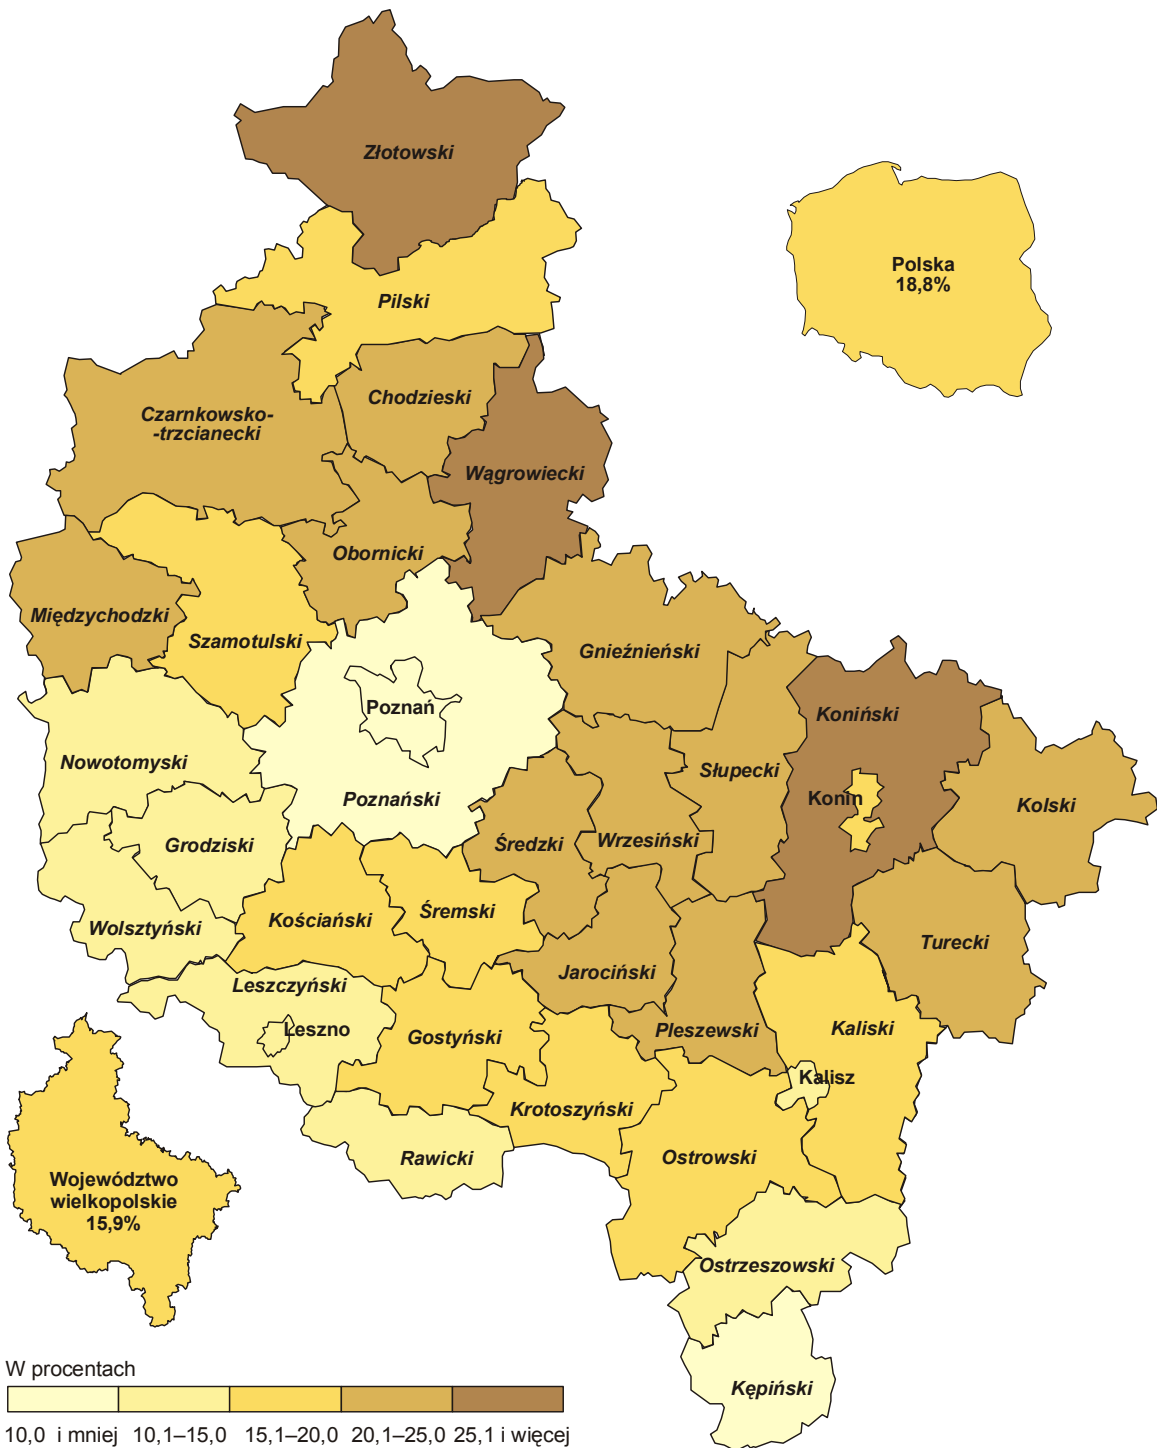 Złotowski
Polska
18,8%
Pilski
Chodzieski
Czarnkowsko-
-trzcianecki
Wągrowiecki
Obornicki
Międzychodzki
Szamotulski
Gnieźnieński
Poznań
Koniński
Nowotomyski
Słupecki
Poznański
Konin
Kolski
Grodziski
Średzki
Wrzesiński
Kościański
Śremski
Wolsztyński
Turecki
Jarociński
Leszczyński
Leszno
Gostyński
Pleszewski
Kaliski
Kalisz
Krotoszyński
Rawicki
Ostrowski
Województwo
wielkopolskie
15,9%
Ostrzeszowski
Kępiński
W procentach
10,0 i mniej 10,1–15,0 15,1–20,0 20,1–25,0 25,1 i więcej